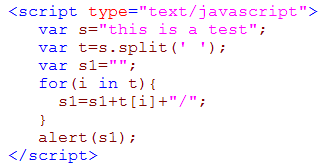 <script type="text/javascript">
var s="this is a test";
var t=s.split(' ');
var s1="";
for(i in t){
s1=s1+t[i]+"/";
}
alert(s1);
</script>